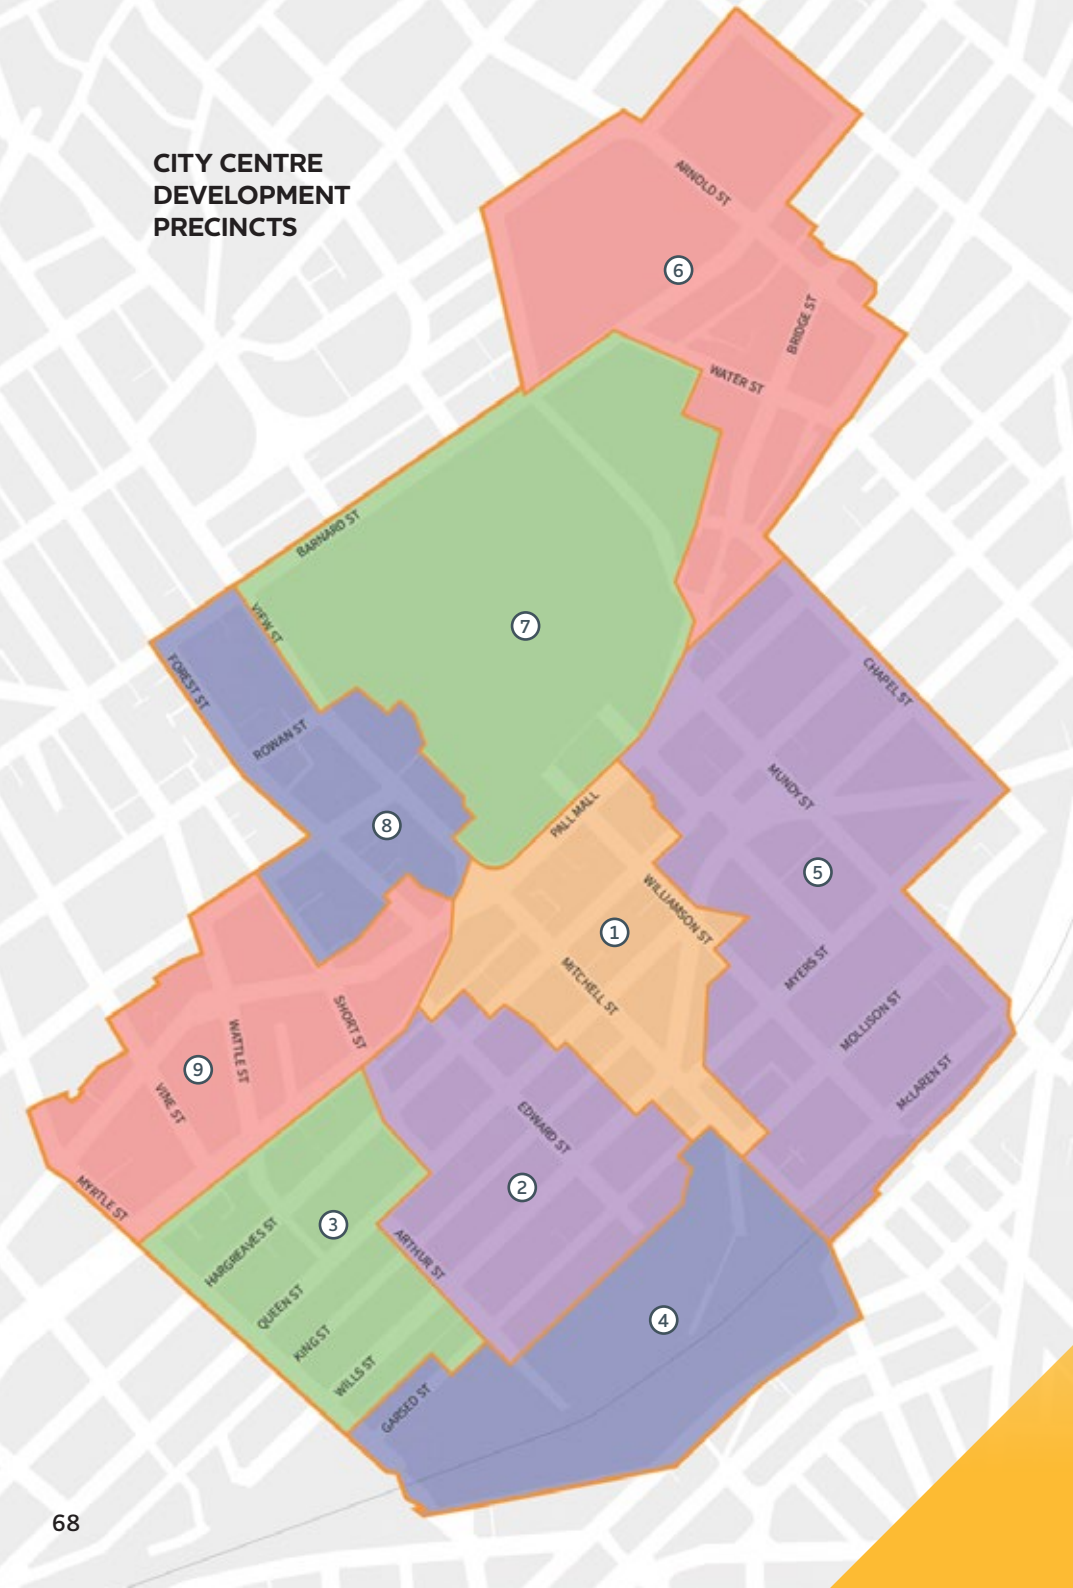 CITY CENTRE
DEVELOPMENT
PRECINCTS
ARNOLD ST
6
BRIDGE ST
WATER ST
BARNARD ST
VIEW ST
7
FOREST ST
CHAPEL ST
ROWAN ST
MUNDY ST
PALL MALL
8
5
WILLIAMSON ST
1
MITCHELL ST
MYERS ST
SHORT ST
MOLLISON ST
WATTLE ST
9
VINE ST
McLAREN ST
EDWARD ST
MYRTLE ST
2
3
HARGREAVES ST
ARTHUR ST
QUEEN ST
4
KING ST
WILLS ST
GARSED ST
68